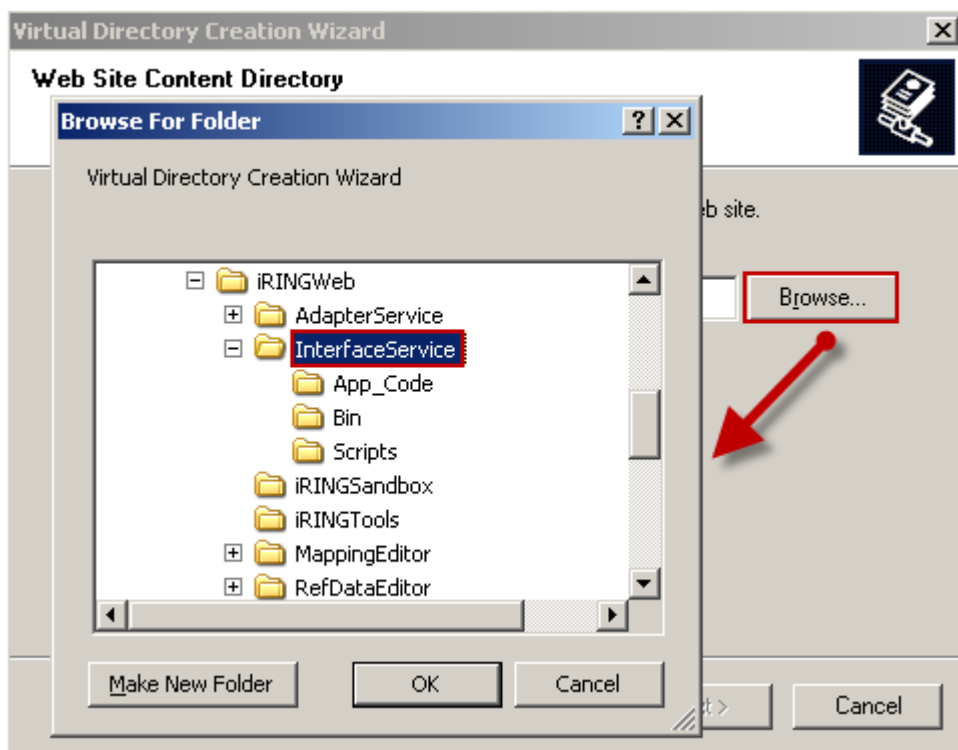 Virtual Directory Creation Wizard
Web Site Content Directory
Browse For Folder
Virtual Directory Creation Wizard
eb site.
iRINGWeb
Browse...
AdapterService
InterfaceService
App_Code
Bin
Scripts
iRINGSandbox
iRINGTools
MappingEditor
RefDataEditor
Make New Folder
OK
Cancel
Cancel